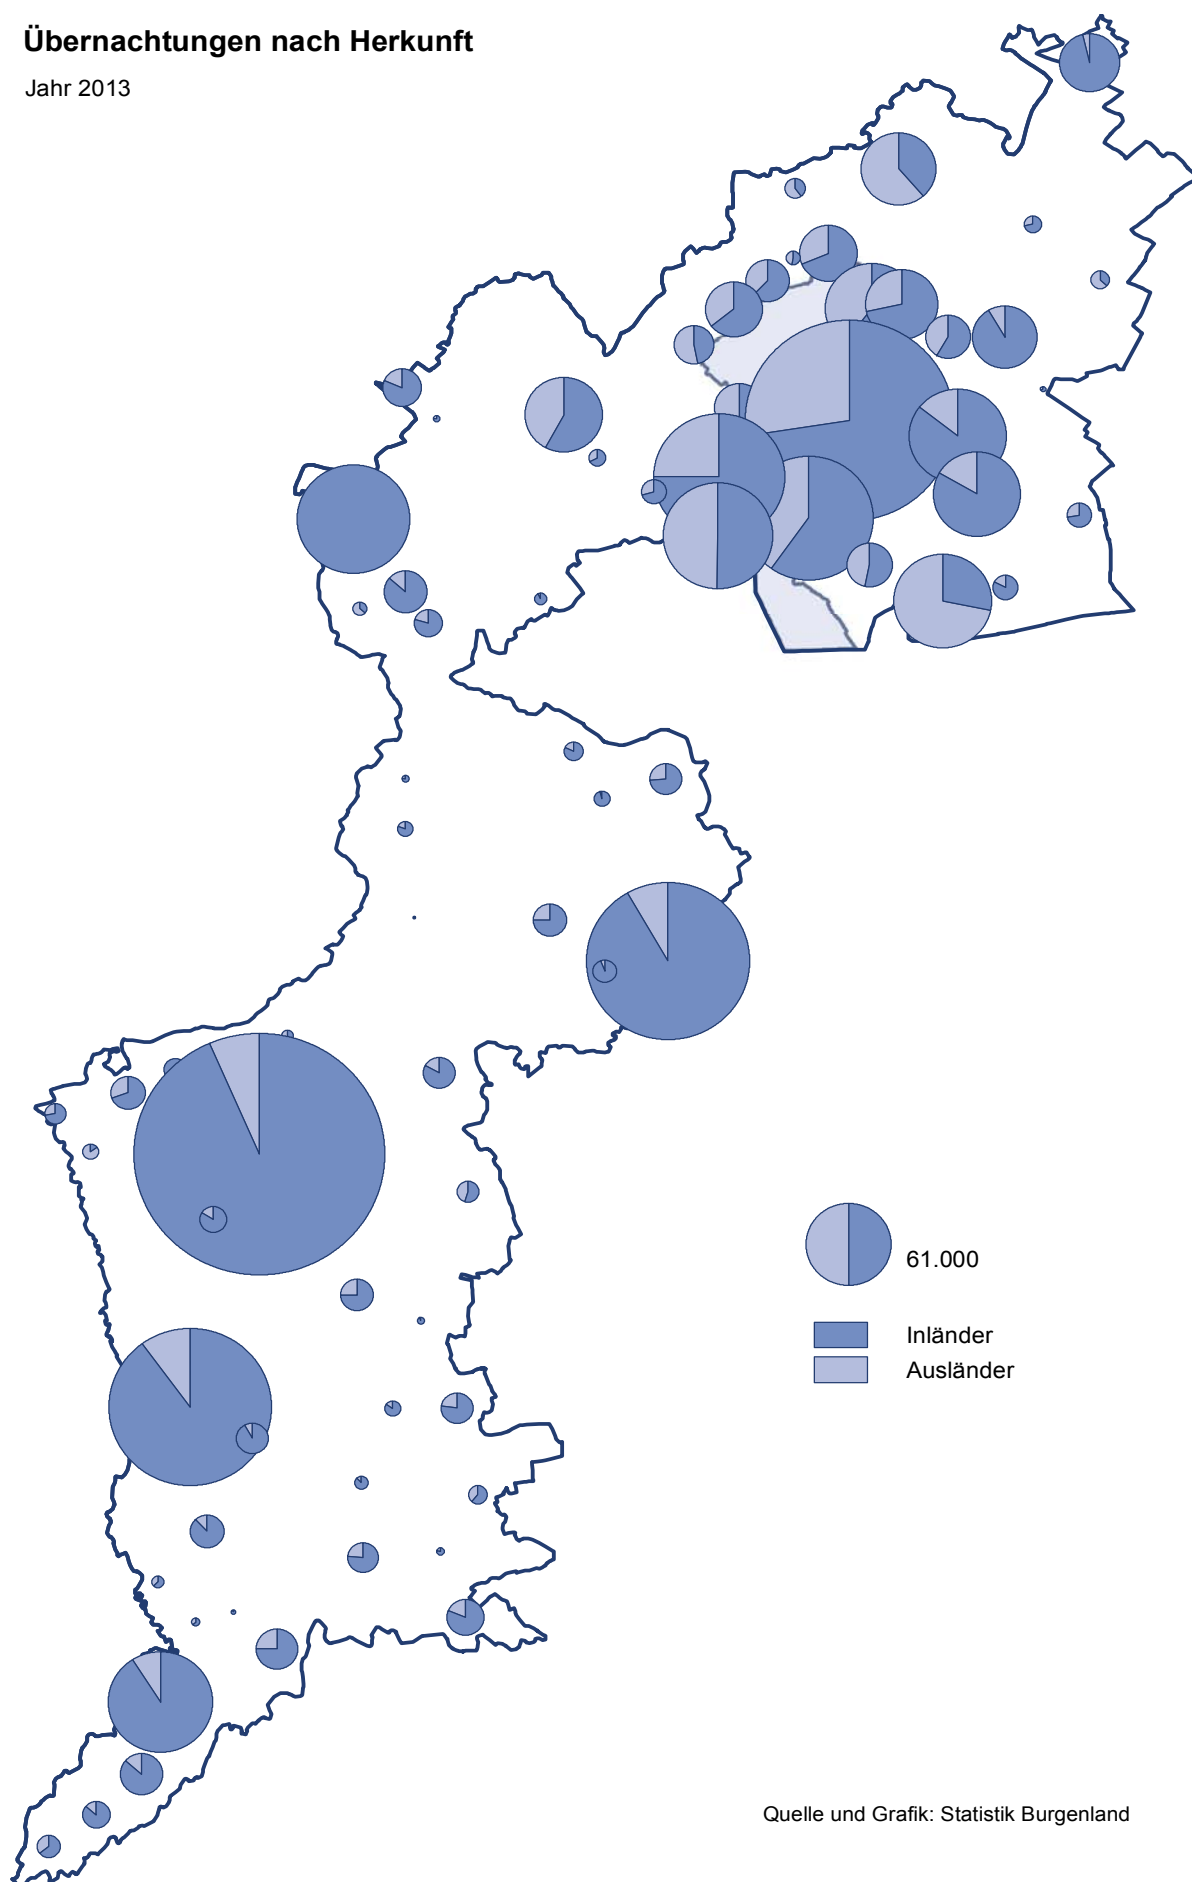 Übernachtungen nach Herkunft
Jahr 2013
61.000
Inländer
Ausländer
Quelle und Grafik: Statistik Burgenland